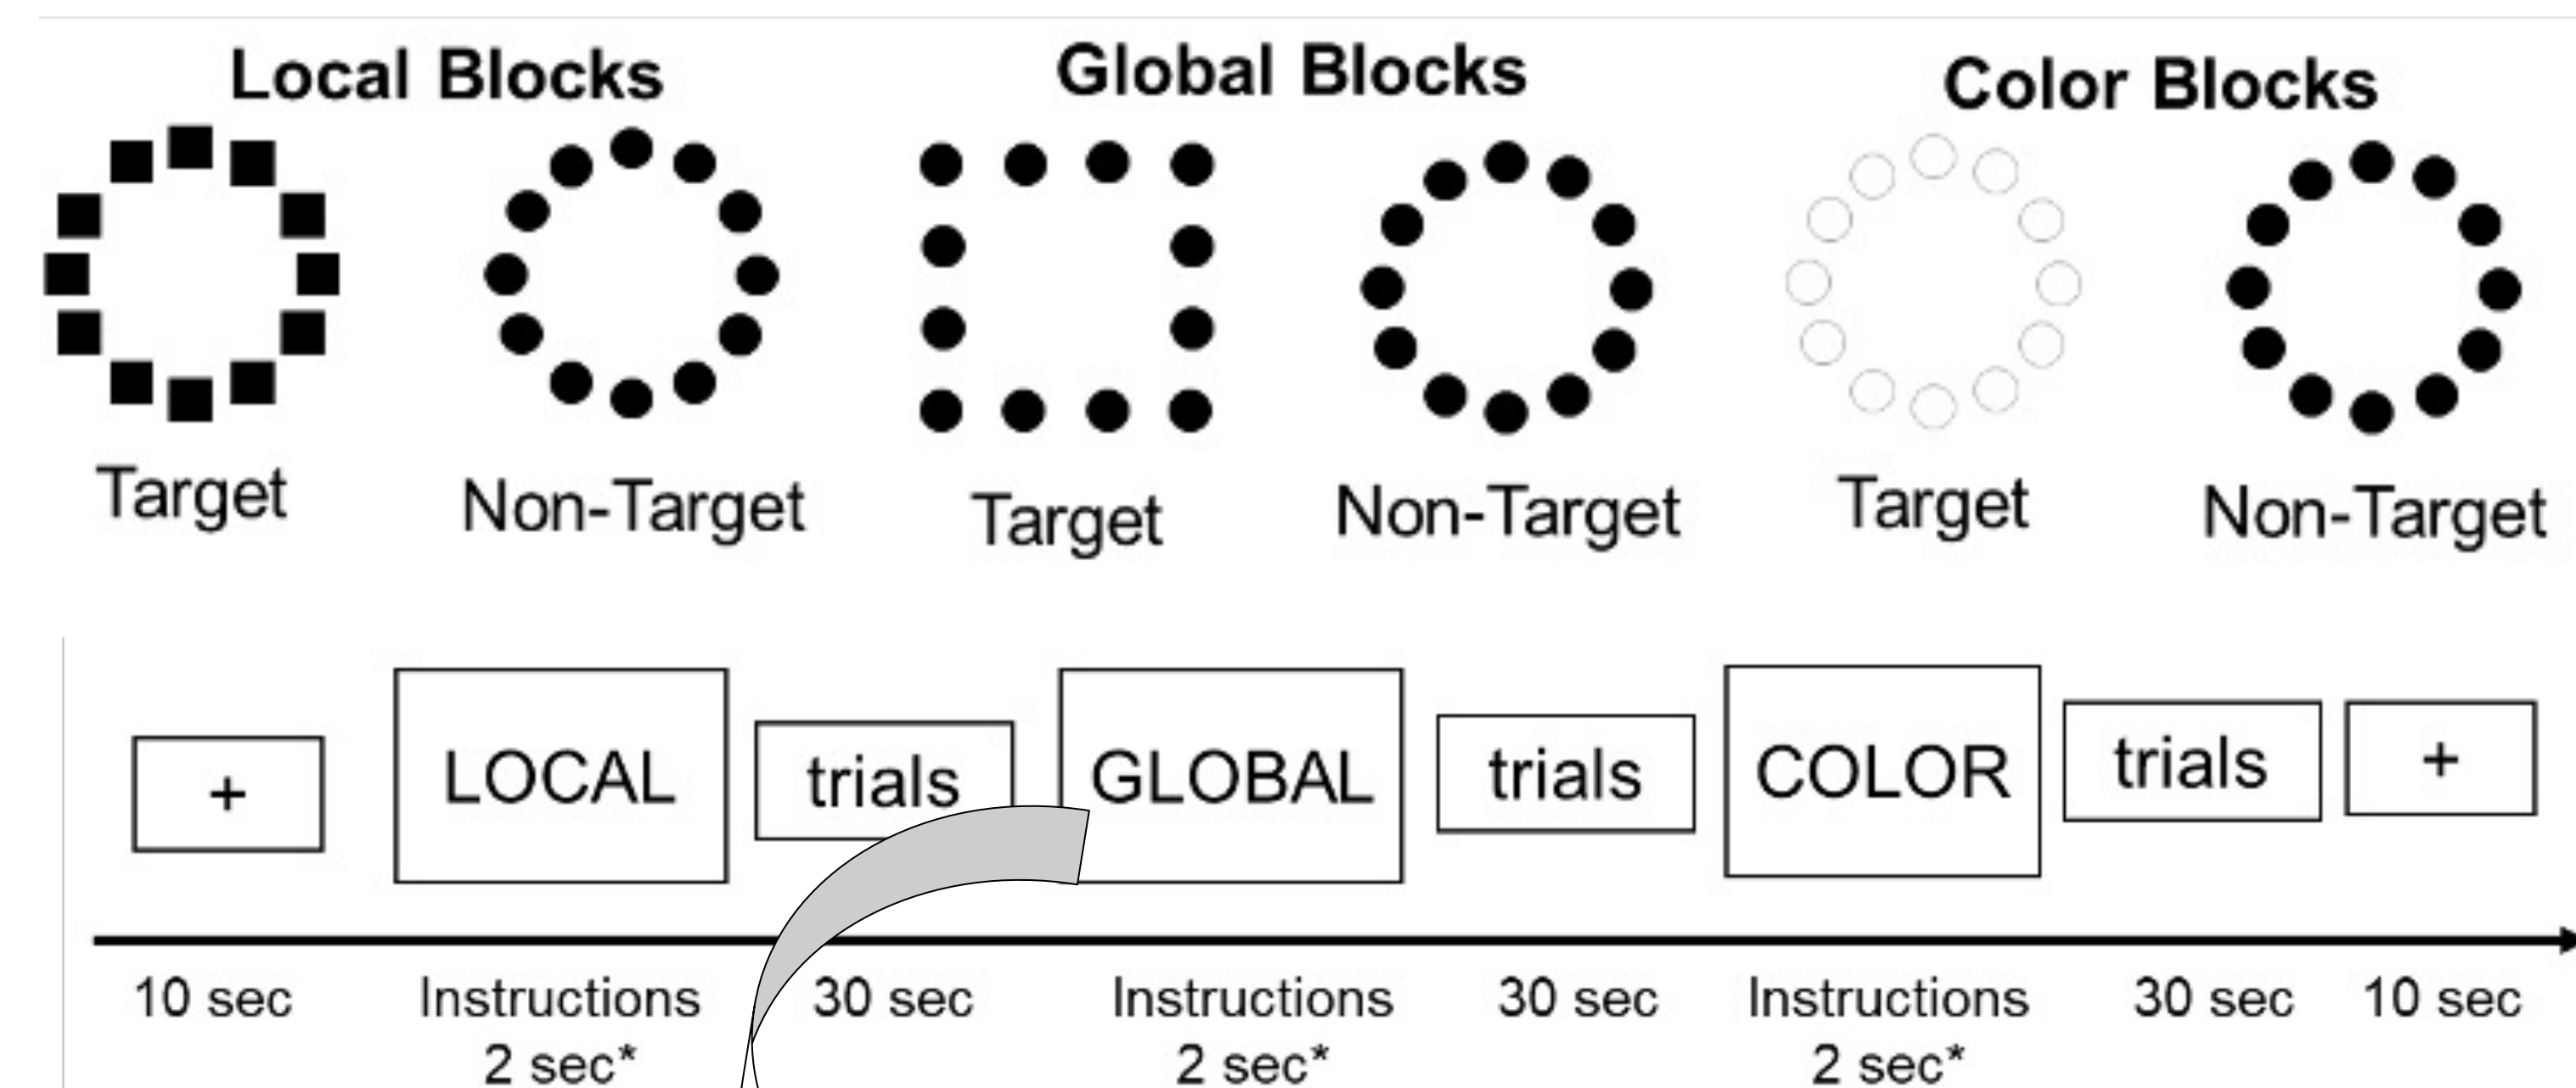 Local Blocks Global Blocks Color Blocks
Target Non-Target Target Non-Target Target Non-Target
+ LOCAL trials GLOBAL trials COLOR trials +
10 sec Instructions 30 sec Instructions 30 sec Instructions 30 sec 10 sec
2 sec* 2 sec* 2 sec*